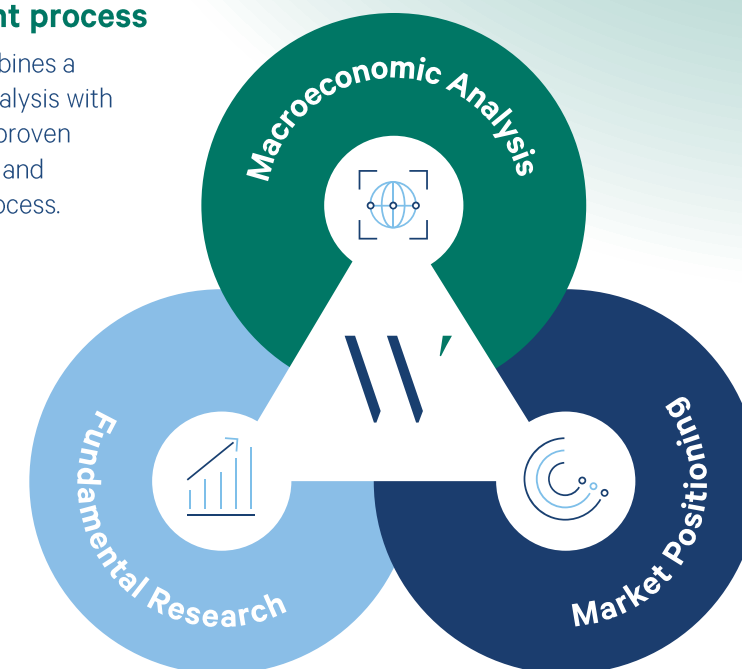 nt process
bines a
alysis with
proven
and
ocess.
Macroeconomic Analysis
Fundamental Research
Market Positioning